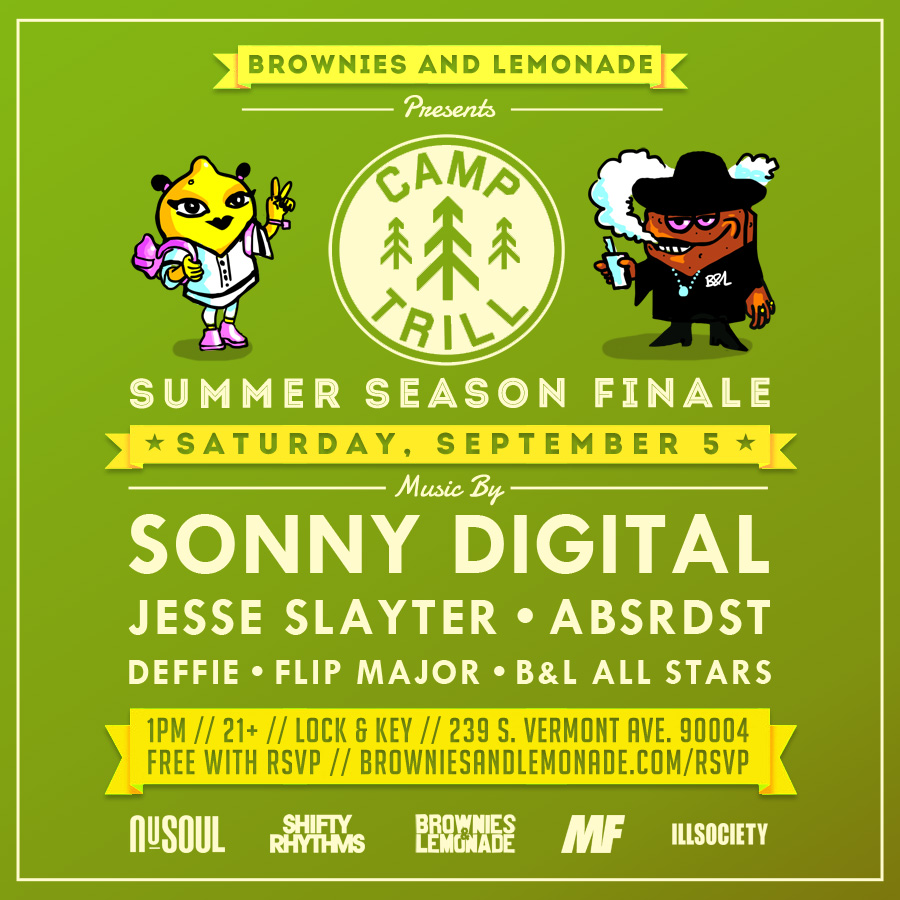 BROWNIES AND LEMONADE
Presents
CAMP
TRILL
B&L
SUMMER SEASON FINALE
★ SATURDAY, SEPTEMBER 5 ★
Music By
SONNY DIGITAL
JESSE SLAYTER • ABSRDST
DEFFIE • FLIP MAJOR • B&L ALL STARS
1PM // 21+ // LOCK & KEY // 239 S. VERMONT AVE. 90004
FREE WITH RSVP // BROWNIESANDLEMONADE.COM/RSVP
NUSOUL
SHIFTY RHYTHMS
BROWNIES & LEMONADE
MF
ILLSOCIETY